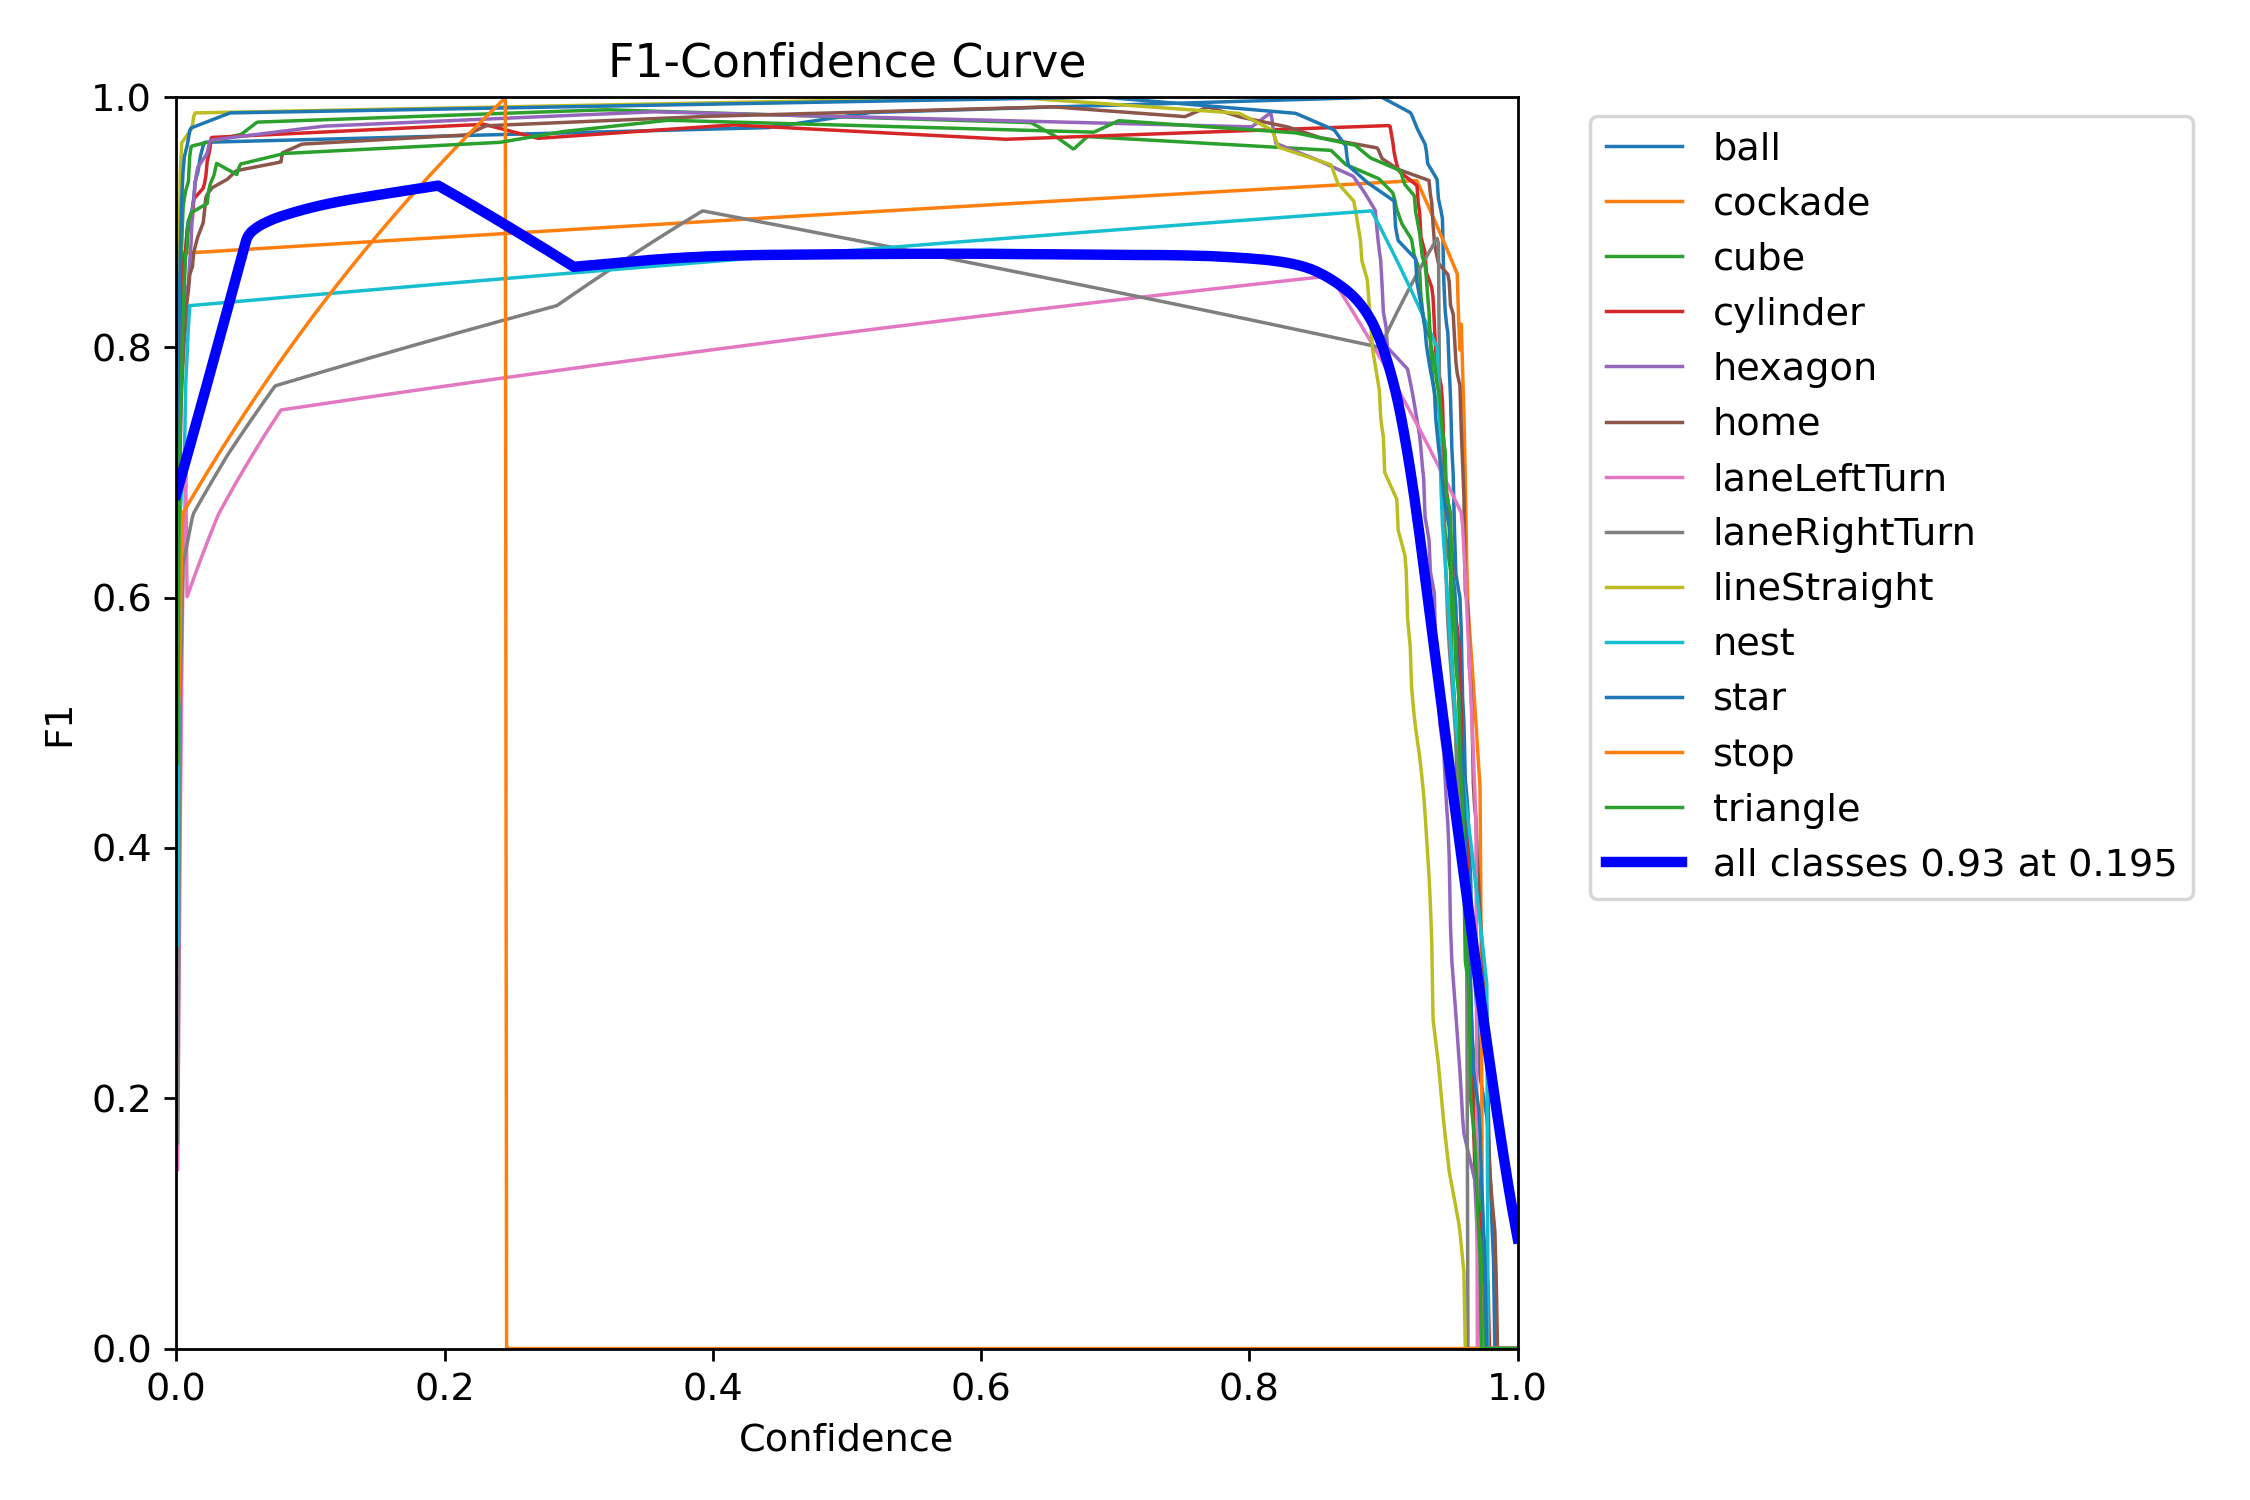 F1-Confidence Curve
1.0
0.8
0.6
0.4
0.2
0.0
F1
0.0 0.2 0.4 0.6 0.8 1.0
Confidence
ball
cockade
cube
cylinder
hexagon
home
laneLeftTurn
laneRightTurn
lineStraight
nest
star
stop
triangle
all classes 0.93 at 0.195